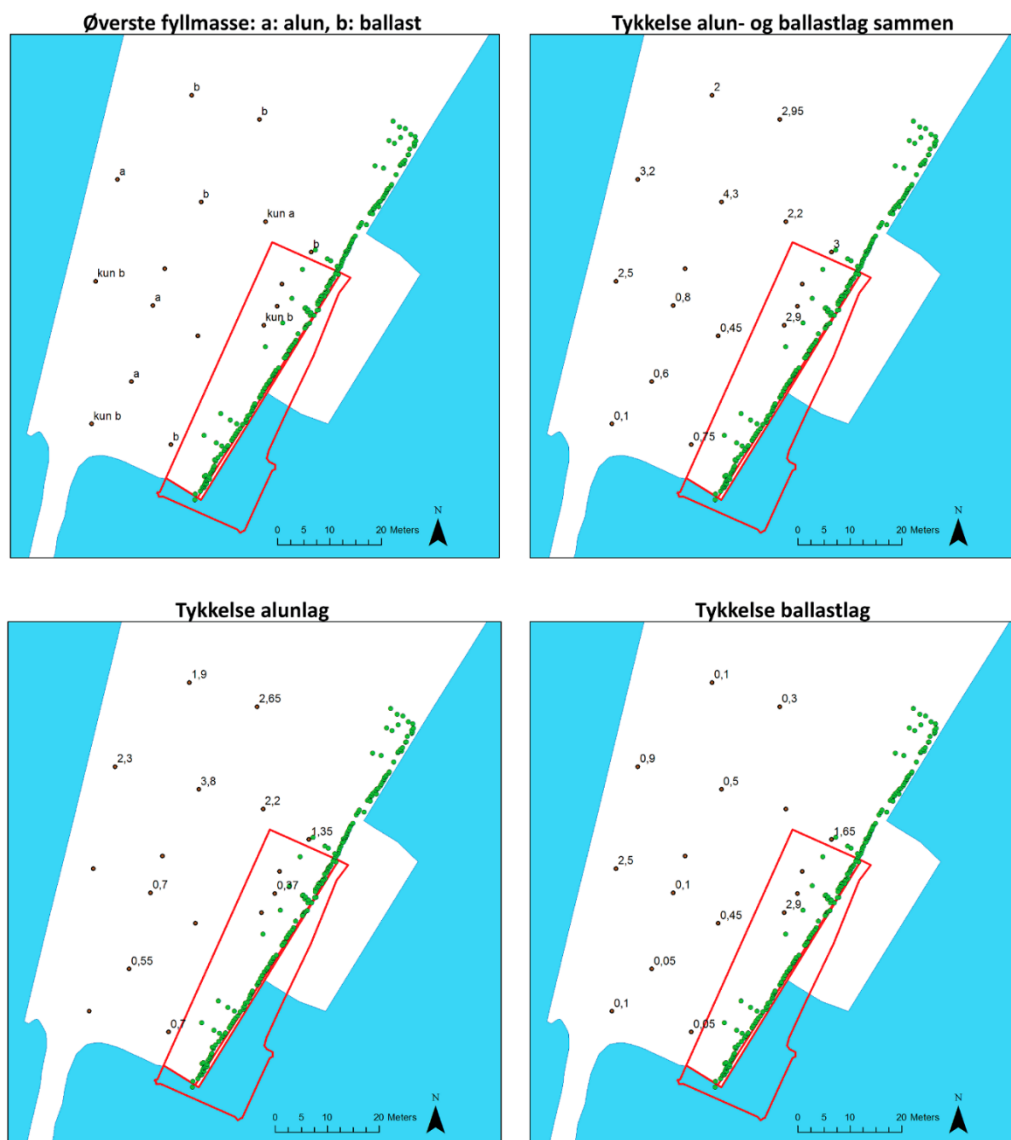 Øverste fyllmasse: a: alun, b: ballast
b
b
a
b
kun a
b
kun b
a
kun b
a
kun b
b
N
0 5 10 20 Meters
Tykkelse alun- og ballastlag sammen
2
2,95
3,2
4,3
2,2
3
2,5
0,8
2,9
0,45
0,6
0,1
0,75
N
0 5 10 20 Meters
Tykkelse alunlag
1,9
2,65
2,3
3,8
2,2
1,35
0,7
0,37
0,55
0,7
N
0 5 10 20 Meters
Tykkelse ballastlag
0,1
0,3
0,9
0,5
1,65
2,5
0,1
2,9
0,45
0,05
0,1
0,05
N
0 5 10 20 Meters